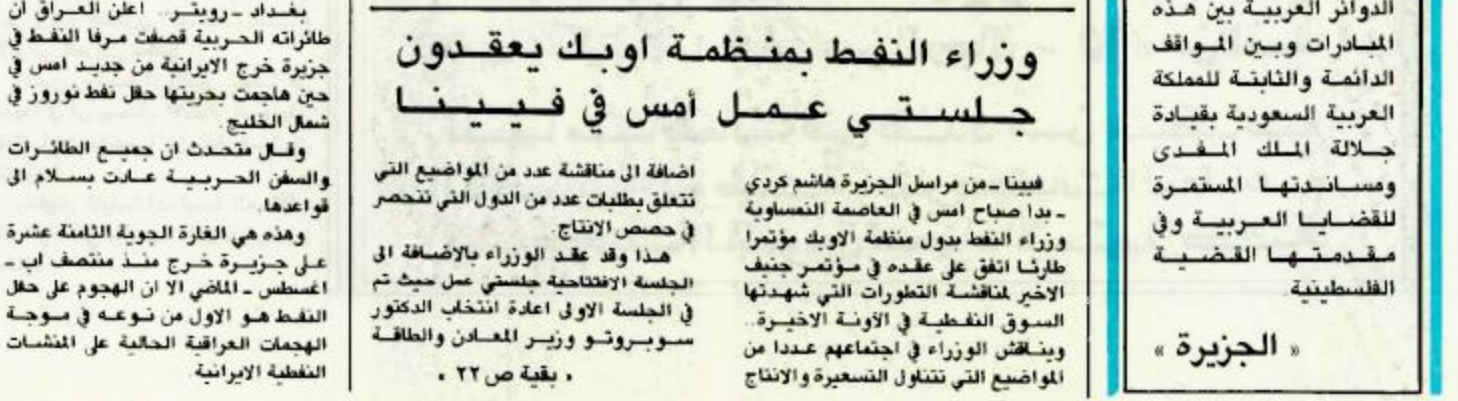 الدوائر العربية بين هذه
المبادرات وبين المواقف
الدائمة والثابتة للمملكة
العربية السعودية بقيادة
جلالة الملك المفدى
ومساندتها المستمرة
للقضايا العربية وفي
مقدمتها القضية
الفلسطينية.
« الجزيرة »
وزراء النفط بمنظمة اوبك يعقدون
جلستي عمل أمس في فيينا
فيينا ـ من مراسل الجزيرة هاشم كردي
ـ بدا صباح امس في العاصمة النمساوية
وزراء النفط بدول منظمة الاوبك مؤتمرا
طارئا اتفق على عقده في مؤتمر جنيف
الاخير لمناقشة التطورات التي شهدتها
السوق النفطية في الآونة الاخيرة..
ويناقش الوزراء في اجتماعهم عددا من
المواضيع التي تتناول التسعيرة والانتاج
اضافة الى مناقشة عدد من المواضيع التي
تتعلق بطلبات عدد من الدول التي تنحصر
في حصص الانتاج.
هذا وقد عقد الوزراء بالاضافة الى
الجلسة الافتتاحية جلستي عمل حيث تم
في الجلسة الاولى اعادة انتخاب الدكتور
سوبروتو وزير المعادن والطاقة
« بقية ص ٢٢ »
بغداد ـ رويتر.. اعلن العراق أن
طائراته الحربية قصفت مرفا النفط في
جزيرة خرج الايرانية من جديد امس في
حين هاجمت بحريتها حقل نفط نوروز في
شمال الخليج.
وقال متحدث ان جميع الطائرات
والسفن الحربية عادت بسلام الى
قواعدها.
وهذه هي الغارة الجوية الثامنة عشرة
على جزيرة خرج منذ منتصف اب ـ
اغسطس ـ الماضي الا ان الهجوم على حقل
النفط هو الاول من نوعه في موجة
الهجمات العراقية الحالية على المنشات
النفطية الايرانية.